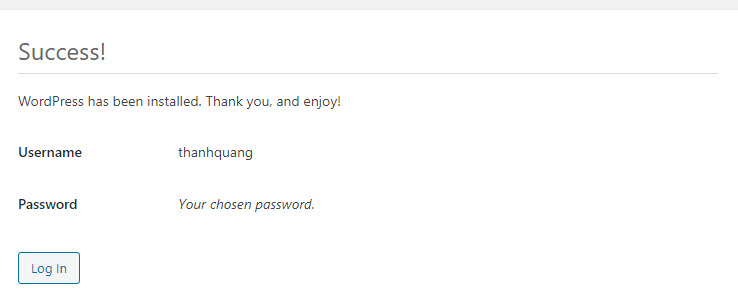 Success!
WordPress has been installed. Thank you, and enjoy!
Username thanhquang
Password Your chosen password.
Log In